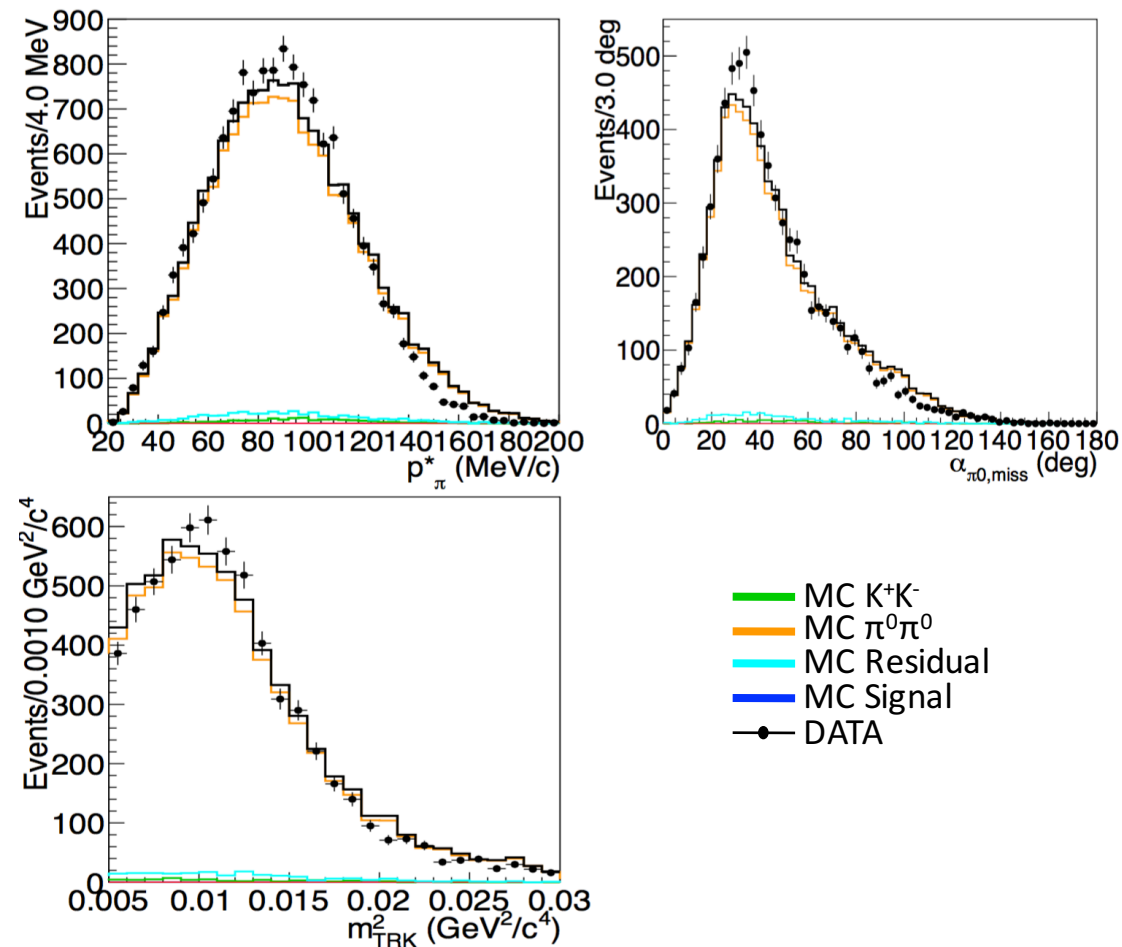 Events/4.0 MeV
900
800
700
600
500
400
300
200
100
0
20 40 60 80 100 120 140 160 180 200
p*π (MeV/c)
Events/3.0 deg
500
400
300
200
100
0
0 20 40 60 80 100 120 140 160 180
απ0,miss (deg)
Events/0.0010 GeV²/c⁴
600
500
400
300
200
100
0
0.005 0.01 0.015 0.02 0.025 0.03
m²TRK (GeV²/c⁴)
MC K⁺K⁻
MC π⁰π⁰
MC Residual
MC Signal
DATA